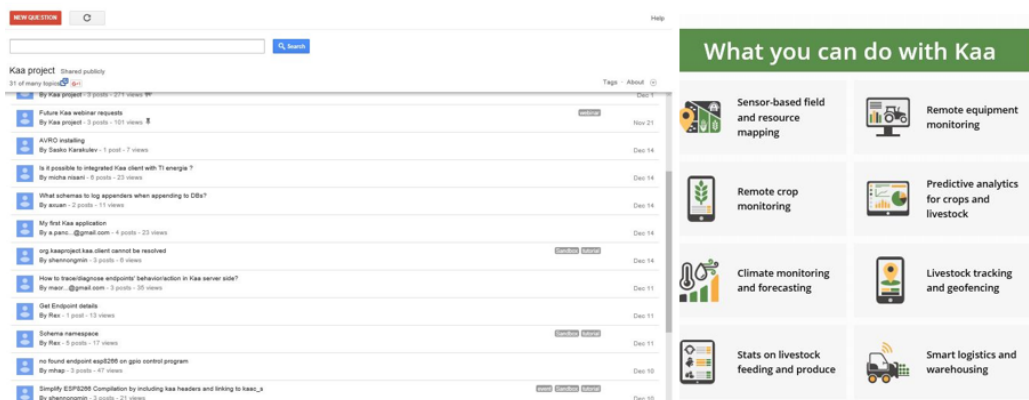 NEW QUESTION
Help
Search
Kaa project Shared publicly
31 of many topics G+1
Tags · About
By Kaa project - 3 posts - 271 views
Dec 1
Future Kaa webinar requests
webinar
By Kaa project - 3 posts - 101 views
Nov 21
AVRO installing
By Sasko Karakulev - 1 post - 7 views
Dec 14
Is it possible to integrated Kaa client with TI energie ?
By micha nisani - 6 posts - 23 views
Dec 14
What schemas to log appenders when appending to DBs?
By axuan - 2 posts - 11 views
Dec 14
My first Kaa application
By a.panc...@gmail.com - 4 posts - 23 views
Dec 14
org.kaaproject.kaa.client cannot be resolved
Sandbox tutorial
By shennongmin - 3 posts - 6 views
Dec 14
How to trace/diagnose endpoints' behavior/action in Kaa server side?
By maor...@gmail.com - 3 posts - 35 views
Dec 11
Get Endpoint details
By Rex - 1 post - 13 views
Dec 11
Schema namespace
Sandbox tutorial
By Rex - 5 posts - 17 views
Dec 11
no found endpoint esp8266 on gpio control program
By mhap - 3 posts - 47 views
Dec 10
Simplify ESP8266 Compilation by including kaa headers and linking to kaac_s
event Sandbox tutorial
By shennongmin - 3 posts - 21 views
Dec 10
What you can do with Kaa
Sensor-based field
and resource
mapping
Remote equipment
monitoring
Remote crop
monitoring
Predictive analytics
for crops and
livestock
Climate monitoring
and forecasting
Livestock tracking
and geofencing
Stats on livestock
feeding and produce
Smart logistics and
warehousing